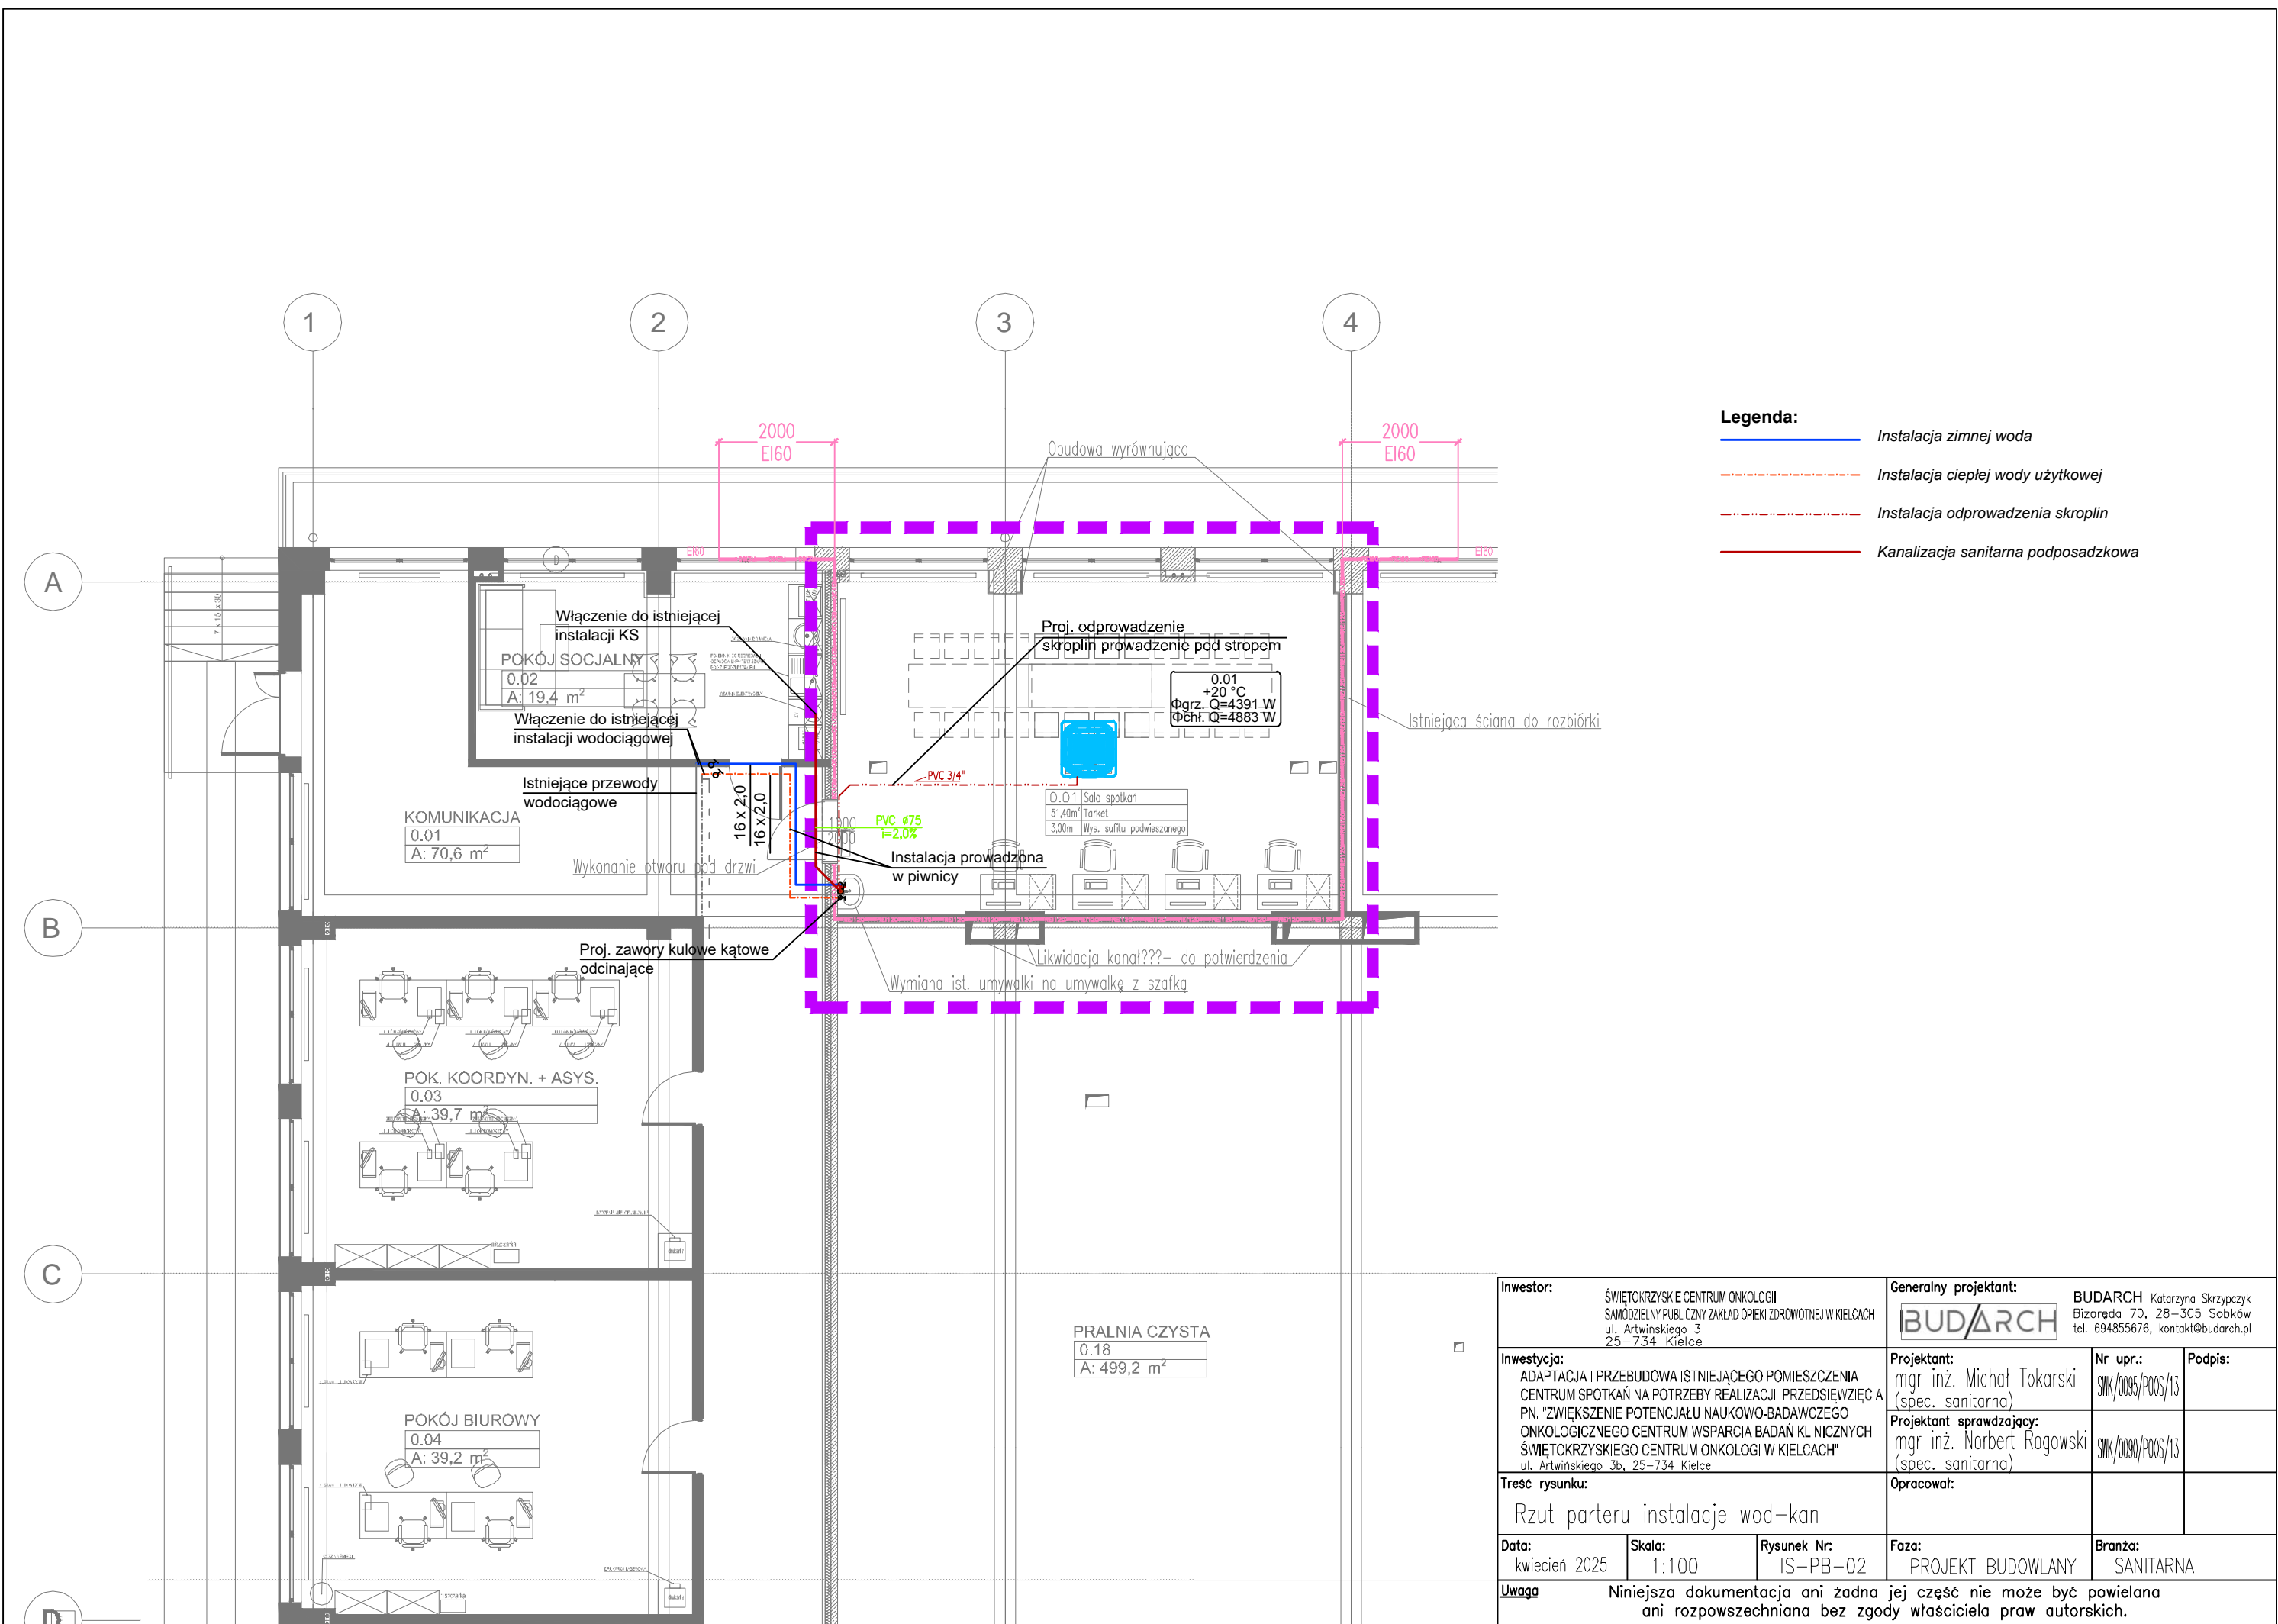 1
2
3
4
A
B
C
D
2000
EI60
2000
EI60
Obudowa wyrównująca
EI60
EI60
D
7 x 15 x 30
Legenda:
Instalacja zimnej woda
Instalacja ciepłej wody użytkowej
Instalacja odprowadzenia skroplin
Kanalizacja sanitarna podposadzkowa
Włączenie do istniejącej
instalacji KS
POKÓJ SOCJALNY
0.02
A: 19,4 m²
Włączenie do istniejącej
instalacji wodociągowej
Istniejące przewody
wodociągowe
KOMUNIKACJA
0.01
A: 70,6 m²
16 x 2,0
16 x 2,0
Wykonanie otworu pod drzwi
1000
2000
PVC ø75
i=2,0%
PVC 3/4"
Proj. odprowadzenie
skroplin prowadzenie pod stropem
0.01
+20 °C
Φgrz. Q=4391 W
Φchł. Q=4883 W
Istniejąca ściana do rozbiórki
0.01 Sala spotkań
51,40m² Tarket
3,00m Wys. sufitu podwieszanego
Instalacja prowadzona
w piwnicy
Proj. zawory kulowe kątowe
odcinające
Likwidacja kanał???- do potwierdzenia
Wymiana ist. umywalki na umywalkę z szafką
POK. KOORDYN. + ASYS.
0.03
A: 39,7 m²
POKÓJ BIUROWY
0.04
A: 39,2 m²
PRALNIA CZYSTA
0.18
A: 499,2 m²
Inwestor:
ŚWIĘTOKRZYSKIE CENTRUM ONKOLOGII
SAMODZIELNY PUBLICZNY ZAKŁAD OPIEKI ZDROWOTNEJ W KIELCACH
ul. Artwińskiego 3
25-734 Kielce
Generalny projektant:
BUDARCH
BUDARCH Katarzyna Skrzypczyk
Bizoręda 70, 28-305 Sobków
tel. 694855676, kontakt@budarch.pl
Inwestycja:
ADAPTACJA I PRZEBUDOWA ISTNIEJĄCEGO POMIESZCZENIA
CENTRUM SPOTKAŃ NA POTRZEBY REALIZACJI PRZEDSIĘWZIĘCIA
PN. "ZWIĘKSZENIE POTENCJAŁU NAUKOWO-BADAWCZEGO
ONKOLOGICZNEGO CENTRUM WSPARCIA BADAŃ KLINICZNYCH
ŚWIĘTOKRZYSKIEGO CENTRUM ONKOLOGI W KIELCACH"
ul. Artwińskiego 3b, 25-734 Kielce
Projektant:
mgr inż. Michał Tokarski
(spec. sanitarna)
Nr upr.:
SWK/0095/POOS/13
Podpis:
Projektant sprawdzający:
mgr inż. Norbert Rogowski
(spec. sanitarna)
SWK/0090/POOS/13
Treść rysunku:
Rzut parteru instalacje wod-kan
Opracował:
Data:
kwiecień 2025
Skala:
1:100
Rysunek Nr:
IS-PB-02
Faza:
PROJEKT BUDOWLANY
Branża:
SANITARNA
Uwaga
Niniejsza dokumentacja ani żadna jej część nie może być powielana
ani rozpowszechniana bez zgody właściciela praw autorskich.